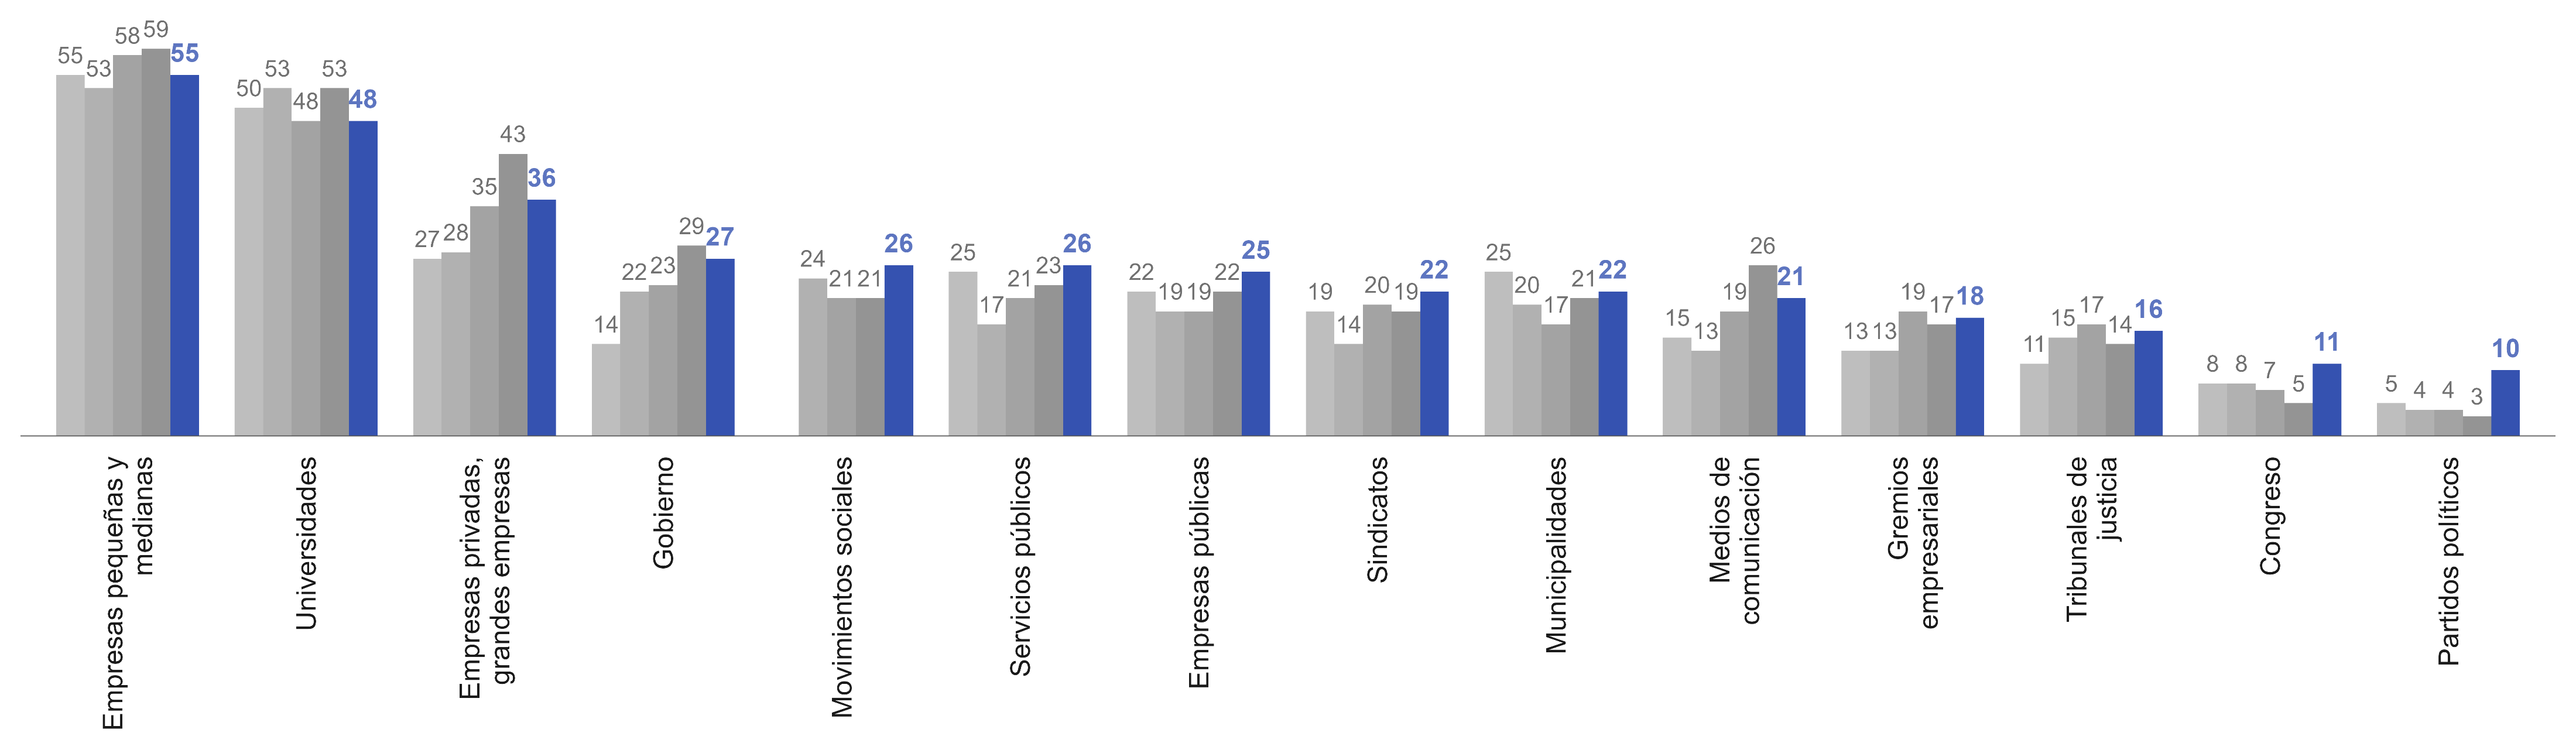 55 53 58 59 55
50 53 48 53 48
27 28 35 43 36
14 22 23 29 27
24 21 21 26
25 17 21 23 26
22 19 19 22 25
19 14 20 19 22
25 20 17 21 22
15 13 19 26 21
13 13 19 17 18
11 15 17 14 16
8 8 7 5 11
5 4 4 3 10
Empresas pequeñas y
medianas
Universidades
Empresas privadas,
grandes empresas
Gobierno
Movimientos sociales
Servicios públicos
Empresas públicas
Sindicatos
Municipalidades
Medios de
comunicación
Gremios
empresariales
Tribunales de
justicia
Congreso
Partidos políticos